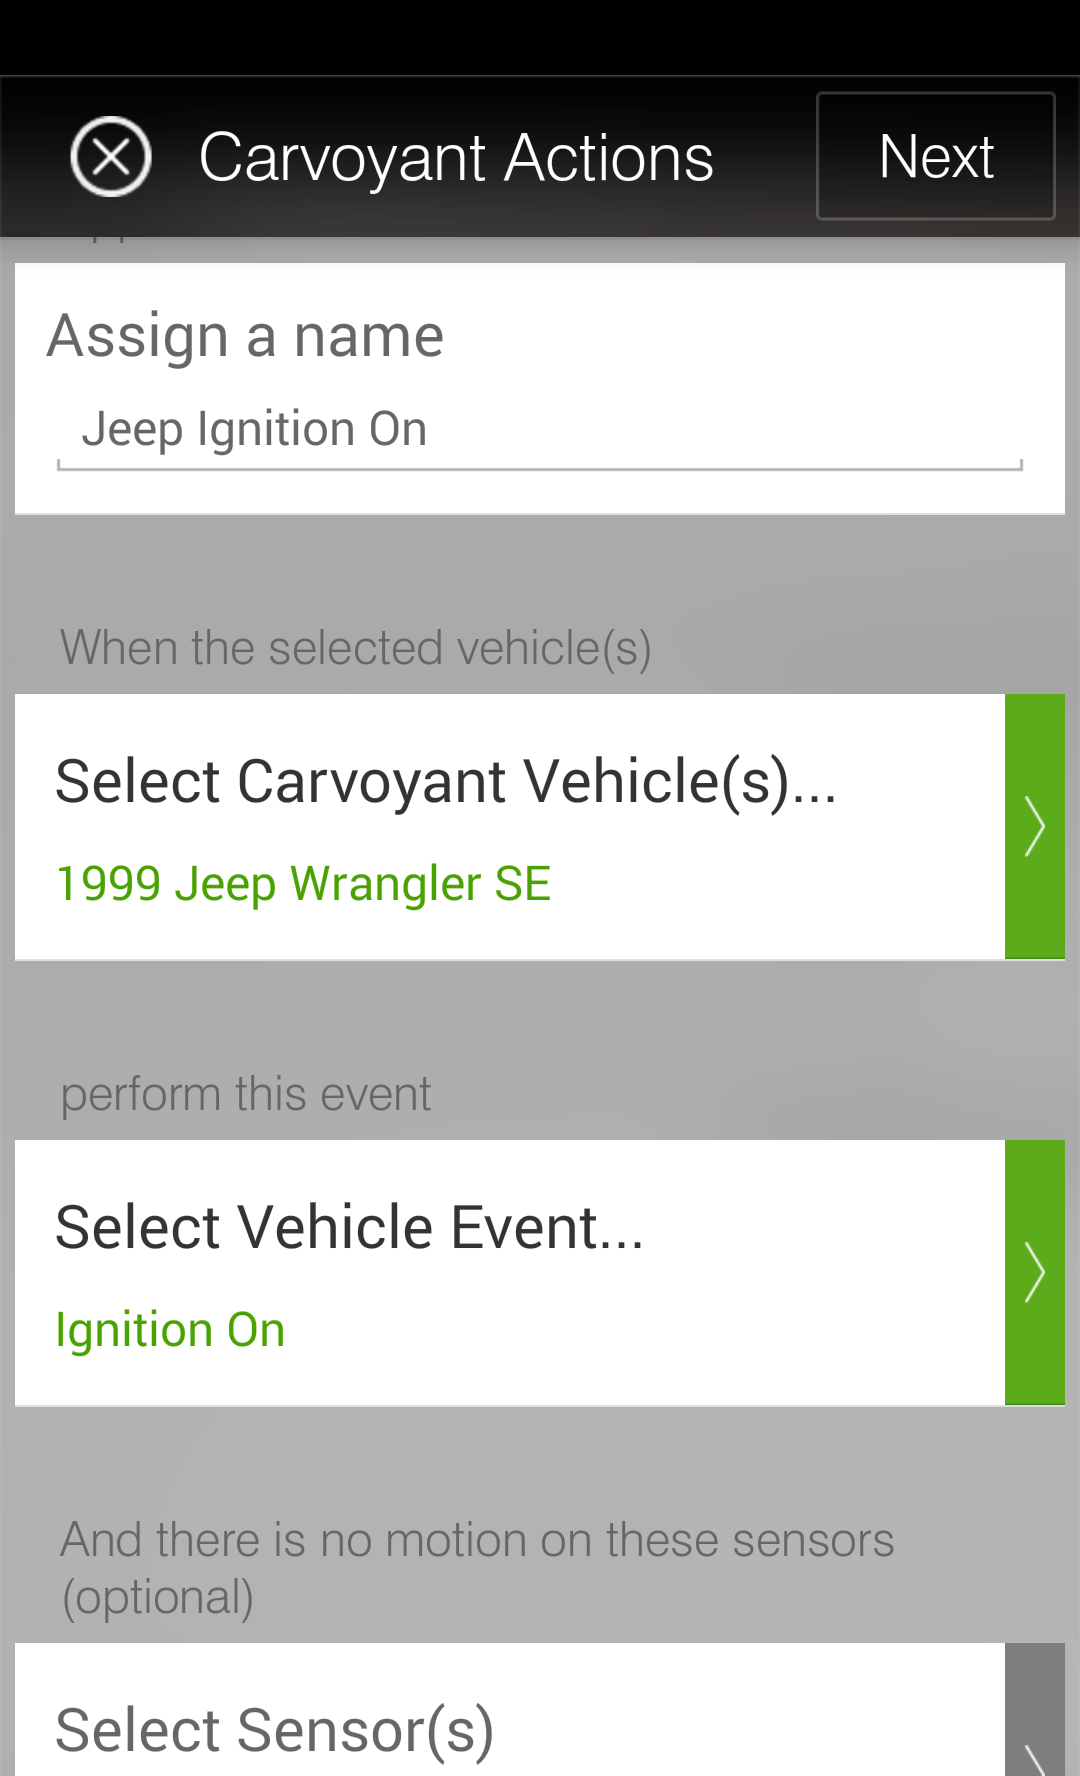 Carvoyant Actions
Next
Assign a name
Jeep Ignition On
When the selected vehicle(s)
Select Carvoyant Vehicle(s)...
1999 Jeep Wrangler SE
perform this event
Select Vehicle Event...
Ignition On
And there is no motion on these sensors
(optional)
Select Sensor(s)